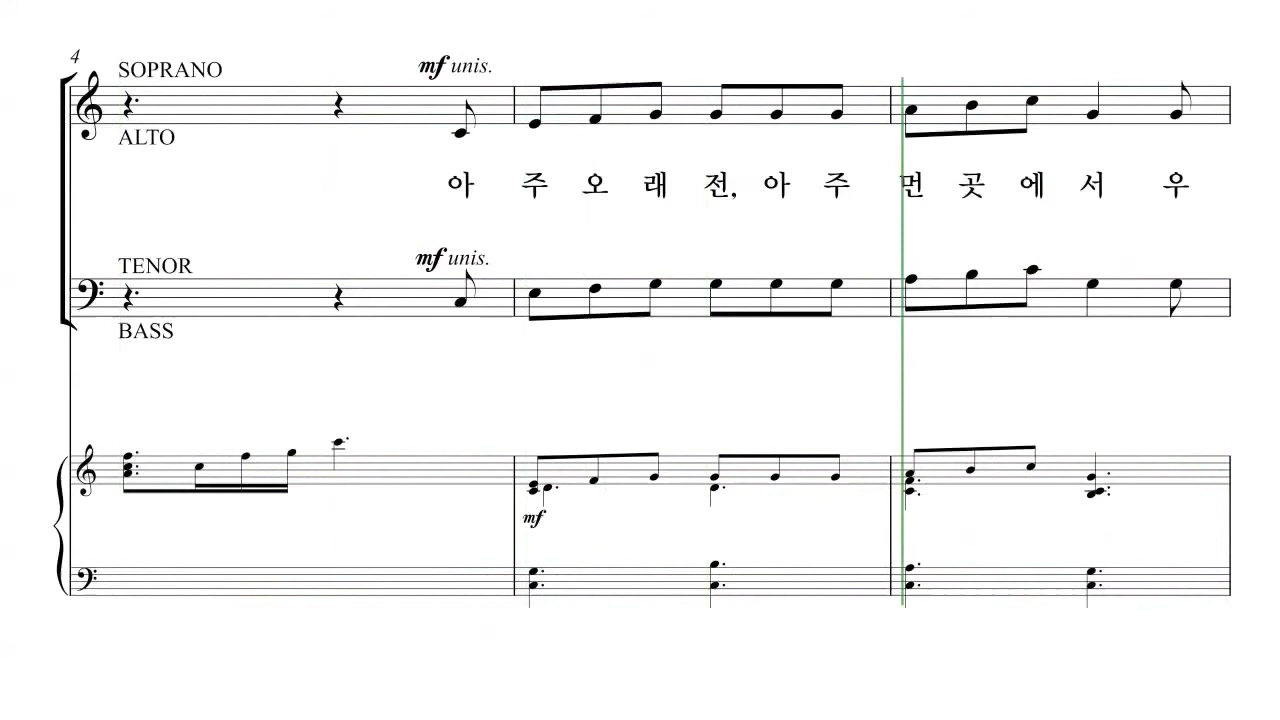 4
SOPRANO
mf unis.
ALTO
아 주 오 래 전, 아 주 먼 곳 에 서 우
TENOR
mf unis.
BASS
mf